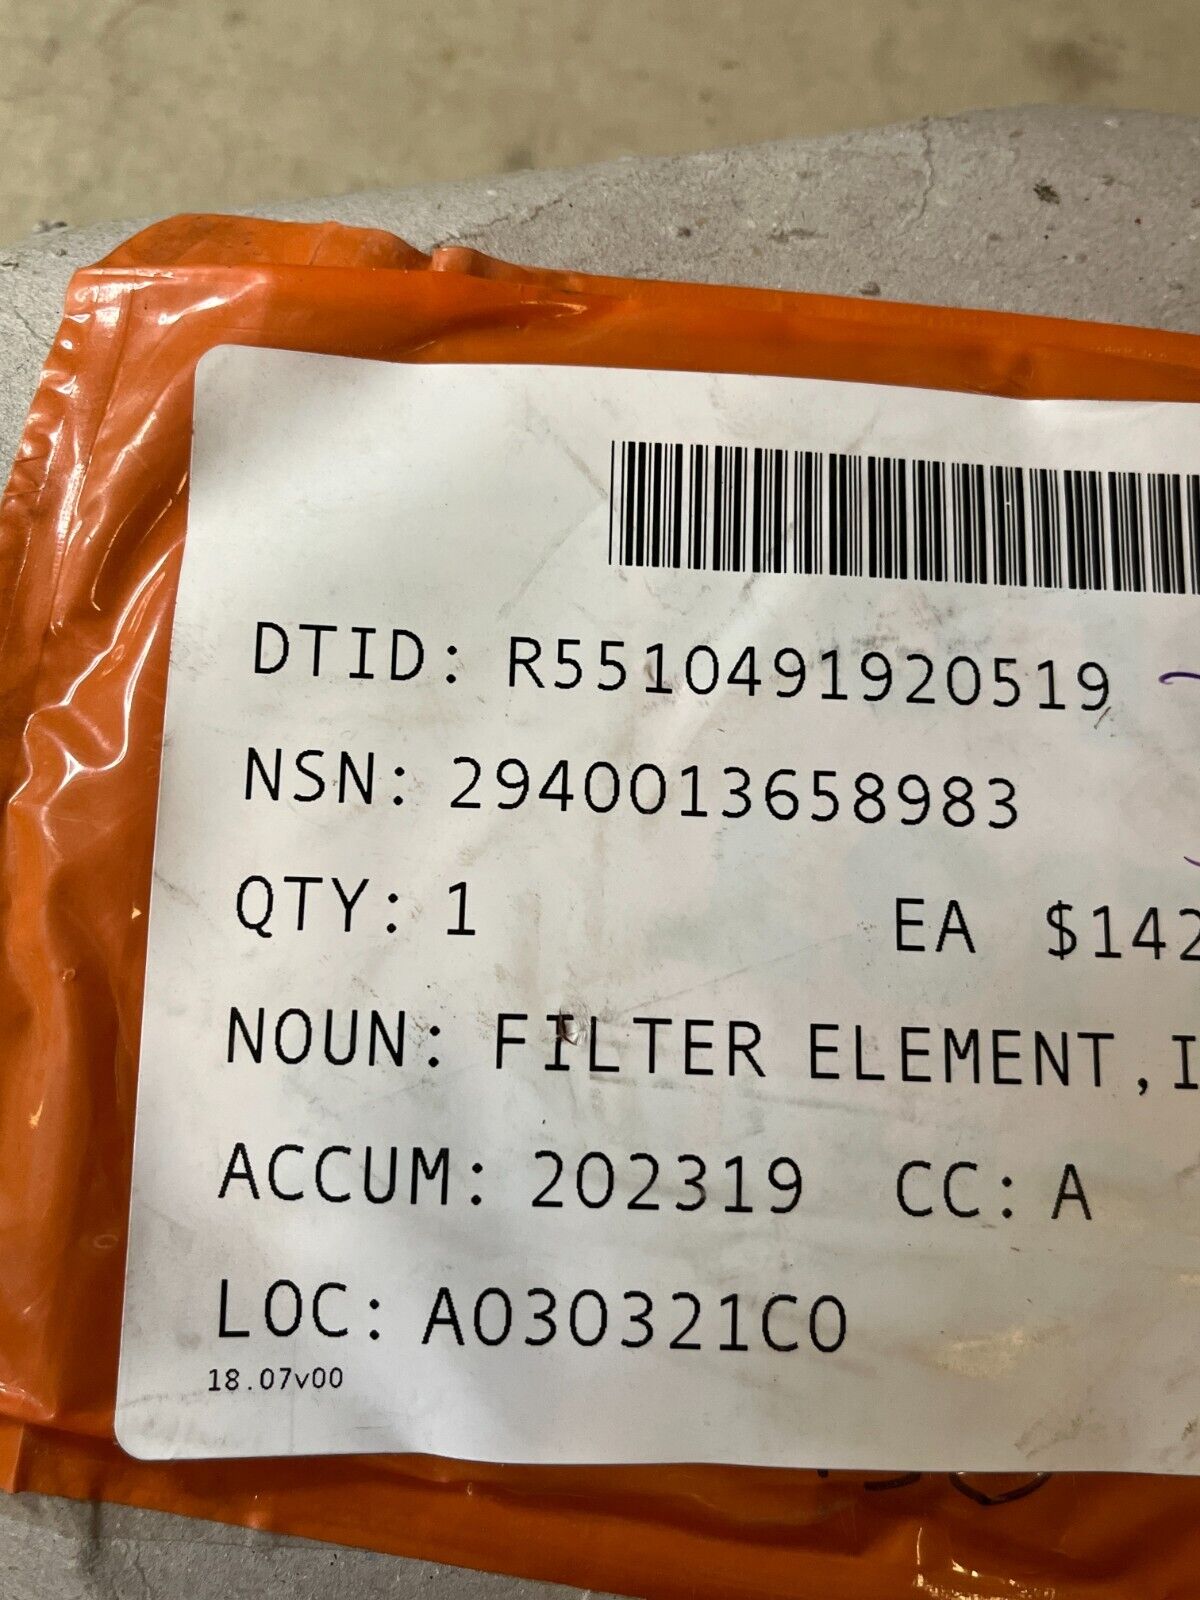 DTID: R5510491920519
NSN: 2940013658983
QTY: 1 EA $142
NOUN: FILTER ELEMENT,I
ACCUM: 202319 CC: A
LOC: A030321C0
18.07v00